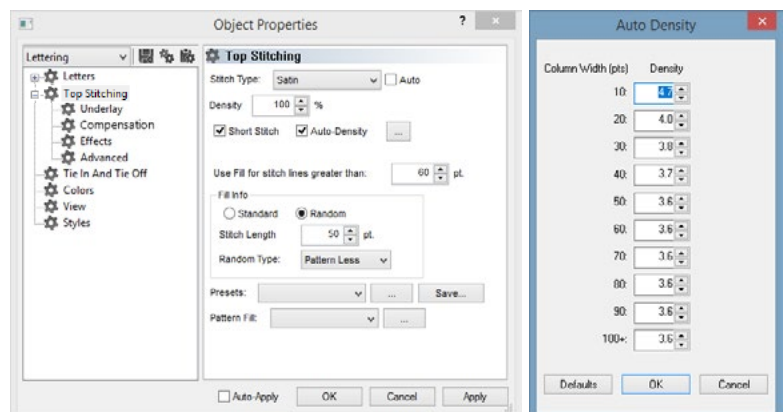 Object Properties ?
Lettering
Letters
Top Stitching
Underlay
Compensation
Effects
Advanced
Tie In And Tie Off
Colors
View
Styles
Top Stitching
Stitch Type: Satin Auto
Density 100 %
Short Stitch Auto-Density ...
Use Fill for stitch lines greater than: 60 pt.
Fill Info
Standard Random
Stitch Length 50 pt.
Random Type: Pattern Less
Presets: ... Save...
Pattern Fill: ...
Auto-Apply OK Cancel Apply
Auto Density
Column Width (pts) Density
10: 4.7
20: 4.0
30: 3.8
40: 3.7
50: 3.6
60: 3.6
70: 3.6
80: 3.6
90: 3.6
100+: 3.6
Defaults OK Cancel